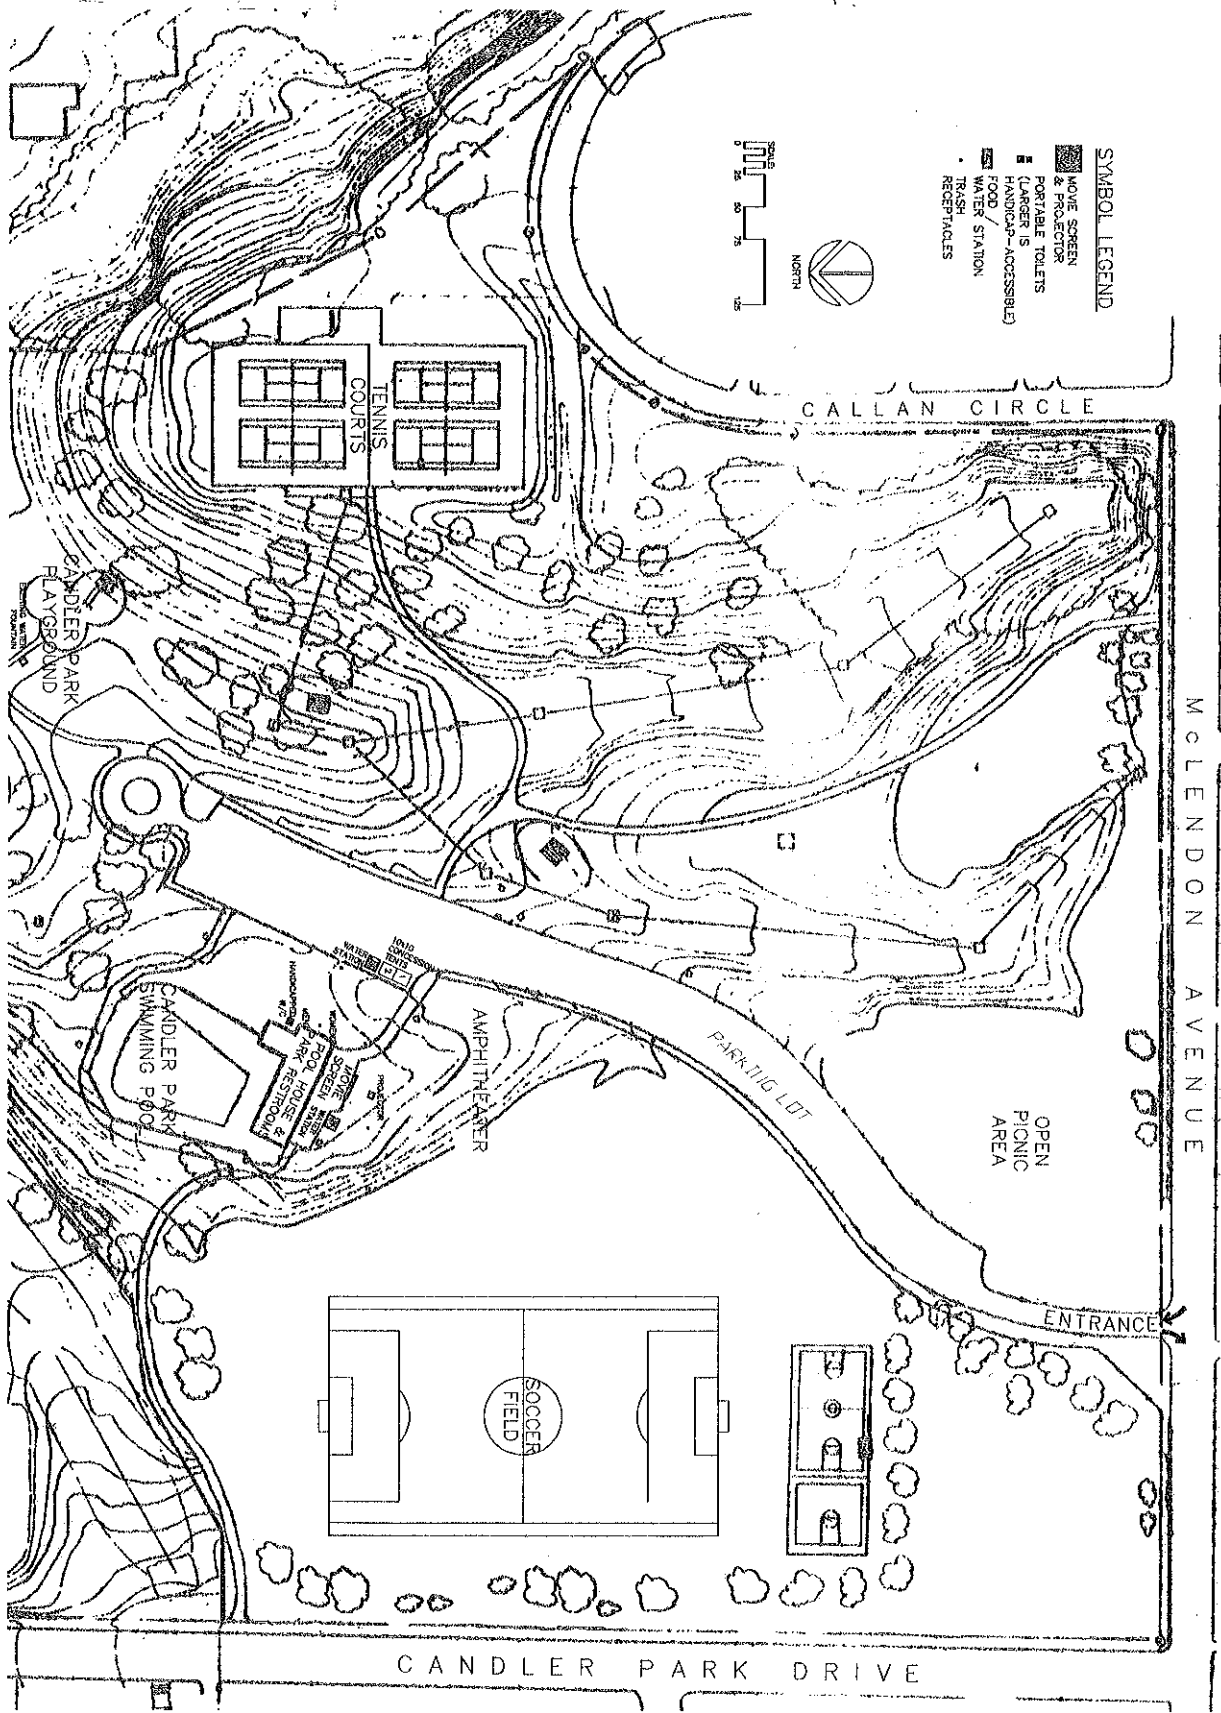 SYMBOL LEGEND
MOVIE SCREEN
& PROJECTOR
PORTABLE TOILETS
(LARGER IS
HANDICAP-ACCESSIBLE)
FOOD /
WATER STATION
TRASH
RECEPTACLES
NORTH
SCALE:
0 25 50 75 125
McLENDON AVENUE
CALLAN CIRCLE
TENNIS
COURTS
CANDLER PARK
PLAYGROUND
OPEN
PICNIC
AREA
PARKING LOT
ENTRANCE
AMPHITHEATER
10x10
CONCESSION
TENTS
WATER
STATION
PROJECTOR
MOVIE
SCREEN
WATER
STATION
POOL HOUSE &
PARK RESTROOMS
CANDLER PARK
SWIMMING POOL
SOCCER
FIELD
CANDLER PARK DRIVE